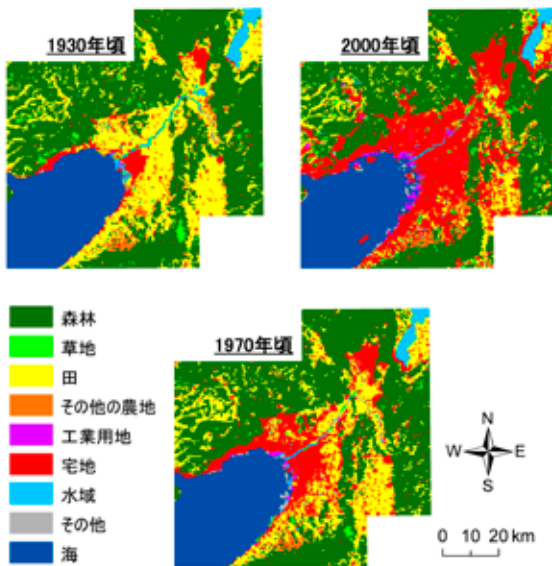 1930年頃
2000年頃
森林
草地
田
その他の農地
工業用地
宅地
水域
その他
海
1970年頃
N
W E
S
0 10 20 km